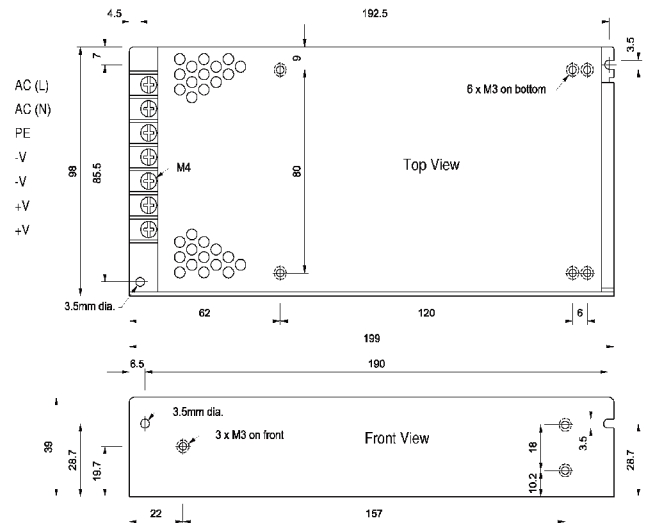 4.5
192.5
7
9
3.5
AC (L)
AC (N)
PE
-V
-V
+V
+V
98
85.5
M4
80
6 x M3 on bottom
Top View
3.5mm dia.
62
120
6
199
6.5
190
3.5mm dia.
3 x M3 on front
Front View
39
28.7
19.7
18
10.2
3.5
28.7
22
157